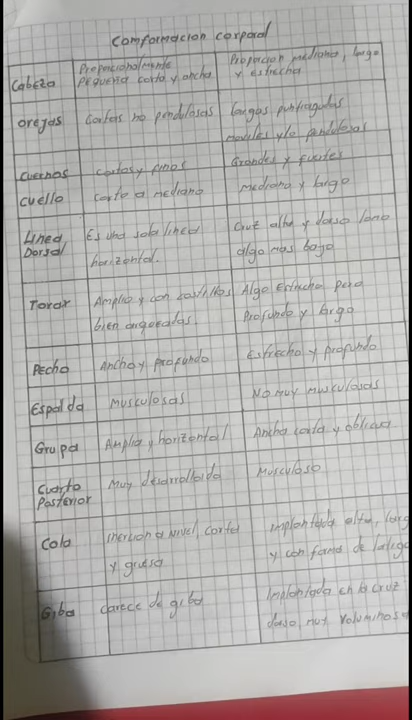 Comformacion corporal
Cabeza
Proporcionalmente
pequeña corta y ancha
Proporcion mediana, larga
y estrecha
orejas
Cortas no pendulosas
largas puntiagudas
moviles y/o pendulosas
Cuernos
cortos y finos
Grandes y fuertes
cuello
corto a mediano
mediano y largo
Linea
Dorsal
Es una sola linea
horizontal.
Cruz alta y dorso lomo
algo mas bajo
Torax
Amplio y con costillas
bien arqueadas.
Algo Estrecho pero
Profundo y largo
Pecho
Ancho y profundo
Estrecho y profundo
Espalda
Musculosas
No muy musculosas
Grupa
Amplia y horizontal
Ancha corta y oblicua
Cuarto
Posterior
Muy desarrollado
Musculoso
Cola
insercion a nivel, corta
y gruesa
implantada alta, larg
y con forma de latigo
Giba
carece de giba
Implantada en la cruz
dorso, muy voluminosa